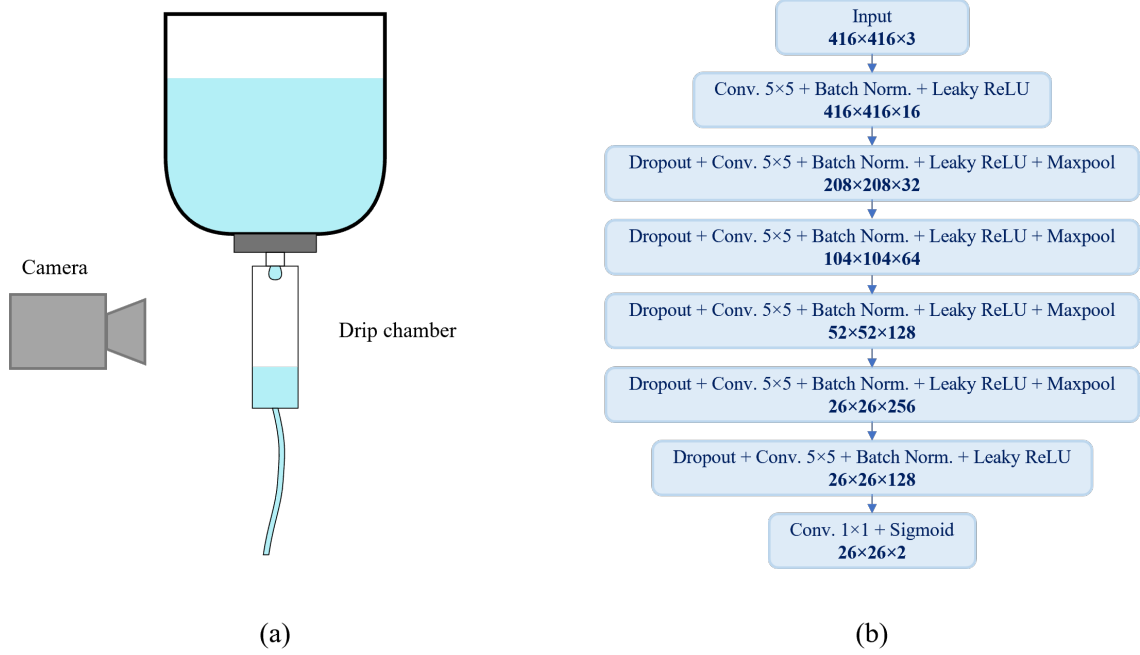 Camera
Drip chamber
(a)
Input
416×416×3
Conv. 5×5 + Batch Norm. + Leaky ReLU
416×416×16
Dropout + Conv. 5×5 + Batch Norm. + Leaky ReLU + Maxpool
208×208×32
Dropout + Conv. 5×5 + Batch Norm. + Leaky ReLU + Maxpool
104×104×64
Dropout + Conv. 5×5 + Batch Norm. + Leaky ReLU + Maxpool
52×52×128
Dropout + Conv. 5×5 + Batch Norm. + Leaky ReLU + Maxpool
26×26×256
Dropout + Conv. 5×5 + Batch Norm. + Leaky ReLU
26×26×128
Conv. 1×1 + Sigmoid
26×26×2
(b)